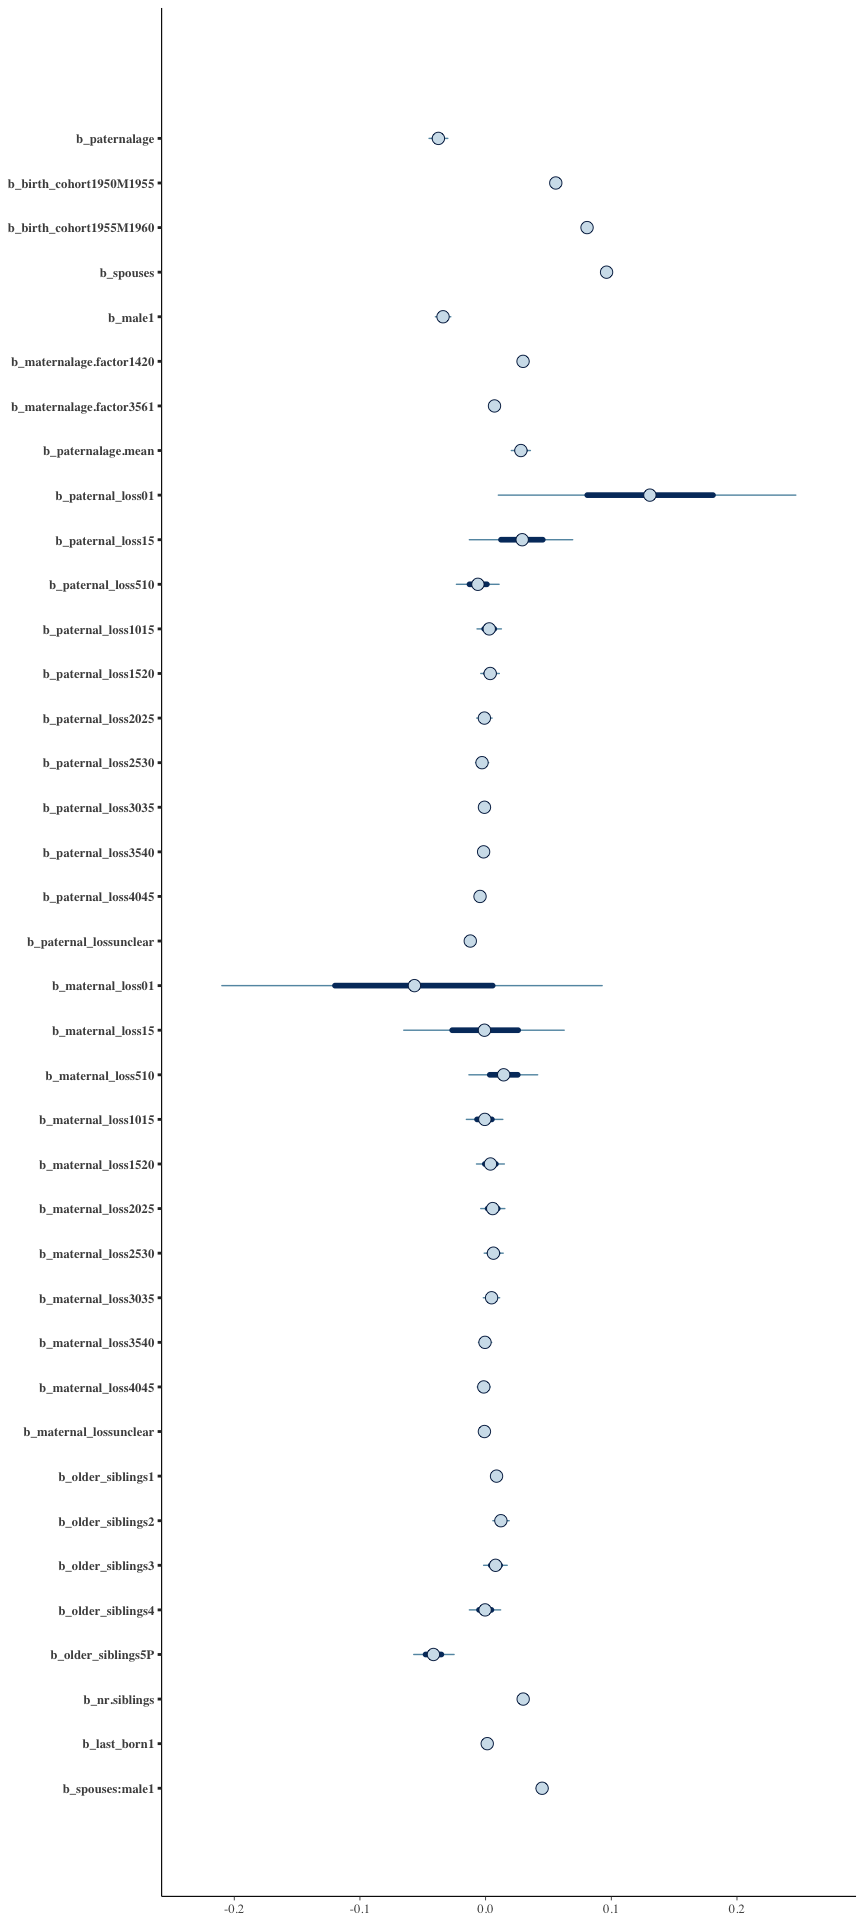 b_paternalage
b_birth_cohort1950M1955
b_birth_cohort1955M1960
b_spouses
b_male1
b_maternalage.factor1420
b_maternalage.factor3561
b_paternalage.mean
b_paternal_loss01
b_paternal_loss15
b_paternal_loss510
b_paternal_loss1015
b_paternal_loss1520
b_paternal_loss2025
b_paternal_loss2530
b_paternal_loss3035
b_paternal_loss3540
b_paternal_loss4045
b_paternal_lossunclear
b_maternal_loss01
b_maternal_loss15
b_maternal_loss510
b_maternal_loss1015
b_maternal_loss1520
b_maternal_loss2025
b_maternal_loss2530
b_maternal_loss3035
b_maternal_loss3540
b_maternal_loss4045
b_maternal_lossunclear
b_older_siblings1
b_older_siblings2
b_older_siblings3
b_older_siblings4
b_older_siblings5P
b_nr.siblings
b_last_born1
b_spouses:male1
-0.2 -0.1 0.0 0.1 0.2